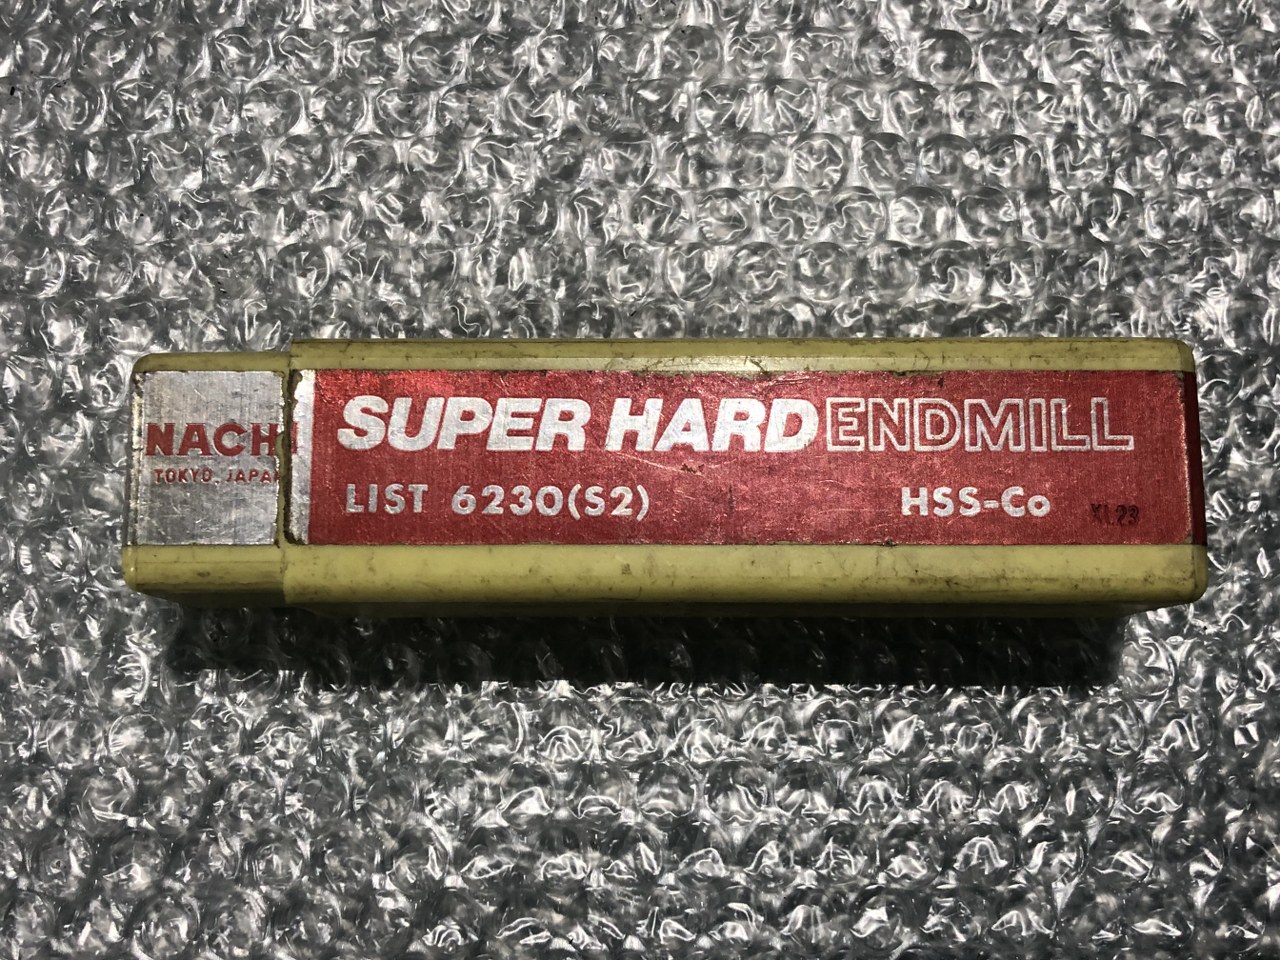 NACHI
TOKYO, JAPAN
SUPER HARD ENDMILL
LIST 6230(S2)
HSS-Co